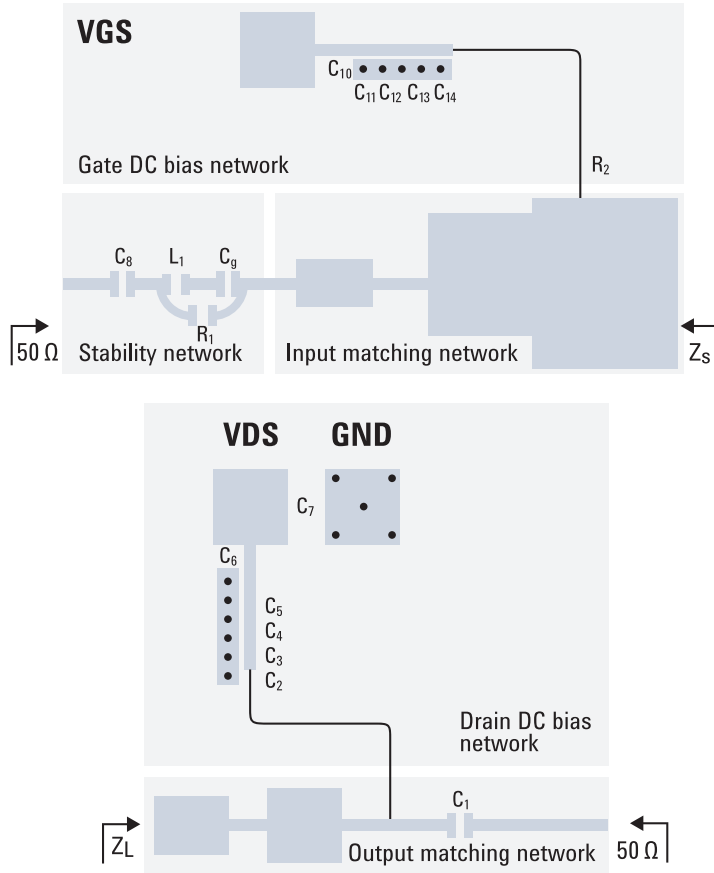 VGS
C₁₀
C₁₁ C₁₂ C₁₃ C₁₄
Gate DC bias network
R₂
C₈ L₁ Cg
R₁
50 Ω Stability network
Input matching network
Zs
VDS GND
C₇
C₆
C₅
C₄
C₃
C₂
Drain DC bias
network
C₁
ZL
Output matching network
50 Ω